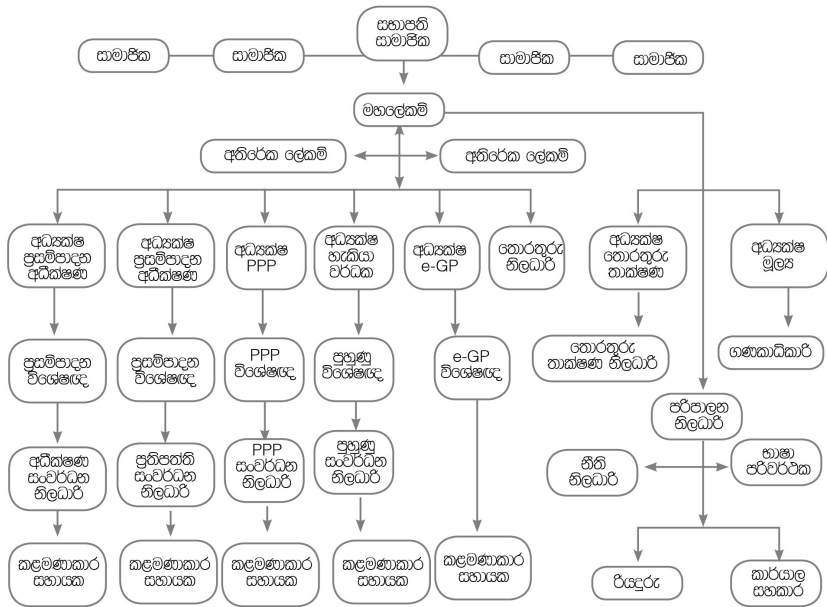 සභාපති
සාමාජික
සාමාජික
සාමාජික
සාමාජික
සාමාජික
මහලේකම්
අතිරේක ලේකම්
අතිරේක ලේකම්
අධ්‍යක්ෂ
ප්‍රසම්පාදන
අධීක්ෂණ
අධ්‍යක්ෂ
ප්‍රසම්පාදන
අධීක්ෂණ
අධ්‍යක්ෂ
PPP
අධ්‍යක්ෂ
හැකියා
වර්ධක
අධ්‍යක්ෂ
e-GP
තොරතුරු
නිලධාරි
අධ්‍යක්ෂ
තොරතුරු
තාක්ෂණ
අධ්‍යක්ෂ
මූල්‍ය
ප්‍රසම්පාදන
විශේෂඥ
ප්‍රසම්පාදන
විශේෂඥ
PPP
විශේෂඥ
පුහුණු
විශේෂඥ
e-GP
විශේෂඥ
තොරතුරු
තාක්ෂණ නිලධාරි
ගණකාධිකාරි
පරිපාලන
නිලධාරි
අධීක්ෂණ
සංවර්ධන
නිලධාරි
ප්‍රතිපත්ති
සංවර්ධන
නිලධාරි
PPP
සංවර්ධන
නිලධාරි
පුහුණු
සංවර්ධන
නිලධාරි
නීති
නිලධාරි
භාෂා
පරිවර්ථක
කළමණාකාර
සහායක
කළමණාකාර
සහායක
කළමණාකාර
සහායක
කළමණාකාර
සහායක
කළමණාකාර
සහායක
රියදුරු
කාර්යාල
සහකාර